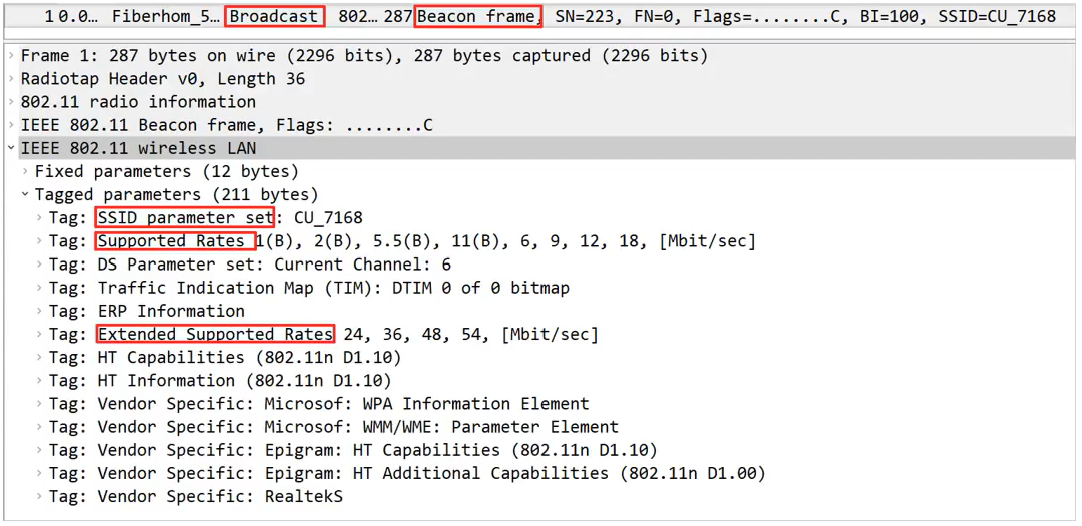 1 0.0… Fiberhom_5… Broadcast 802… 287 Beacon frame, SN=223, FN=0, Flags=........C, BI=100, SSID=CU_7168
Frame 1: 287 bytes on wire (2296 bits), 287 bytes captured (2296 bits)
Radiotap Header v0, Length 36
802.11 radio information
IEEE 802.11 Beacon frame, Flags: ........C
IEEE 802.11 wireless LAN
Fixed parameters (12 bytes)
Tagged parameters (211 bytes)
Tag: SSID parameter set: CU_7168
Tag: Supported Rates 1(B), 2(B), 5.5(B), 11(B), 6, 9, 12, 18, [Mbit/sec]
Tag: DS Parameter set: Current Channel: 6
Tag: Traffic Indication Map (TIM): DTIM 0 of 0 bitmap
Tag: ERP Information
Tag: Extended Supported Rates 24, 36, 48, 54, [Mbit/sec]
Tag: HT Capabilities (802.11n D1.10)
Tag: HT Information (802.11n D1.10)
Tag: Vendor Specific: Microsof: WPA Information Element
Tag: Vendor Specific: Microsof: WMM/WME: Parameter Element
Tag: Vendor Specific: Epigram: HT Capabilities (802.11n D1.10)
Tag: Vendor Specific: Epigram: HT Additional Capabilities (802.11n D1.00)
Tag: Vendor Specific: RealtekS